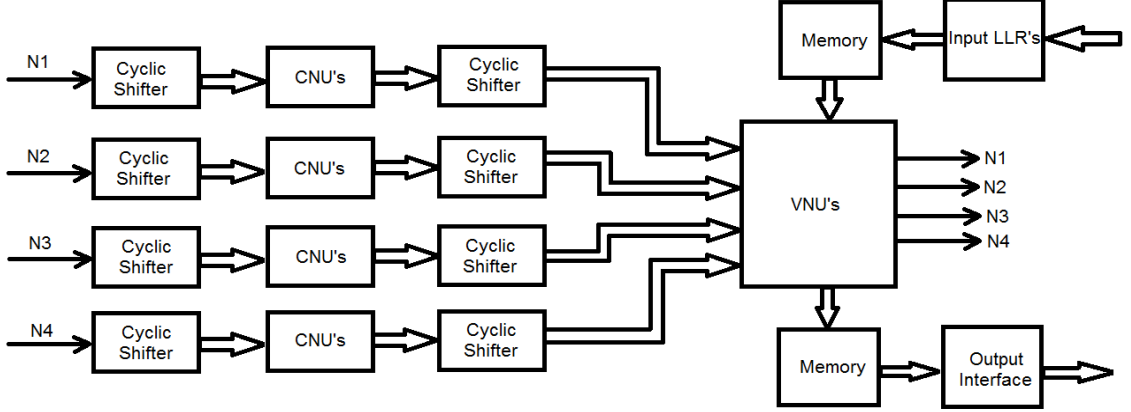 Memory
Input LLR's
N1
Cyclic
Shifter
CNU's
Cyclic
Shifter
N2
Cyclic
Shifter
CNU's
Cyclic
Shifter
N3
Cyclic
Shifter
CNU's
Cyclic
Shifter
N4
Cyclic
Shifter
CNU's
Cyclic
Shifter
VNU's
N1
N2
N3
N4
Memory
Output
Interface